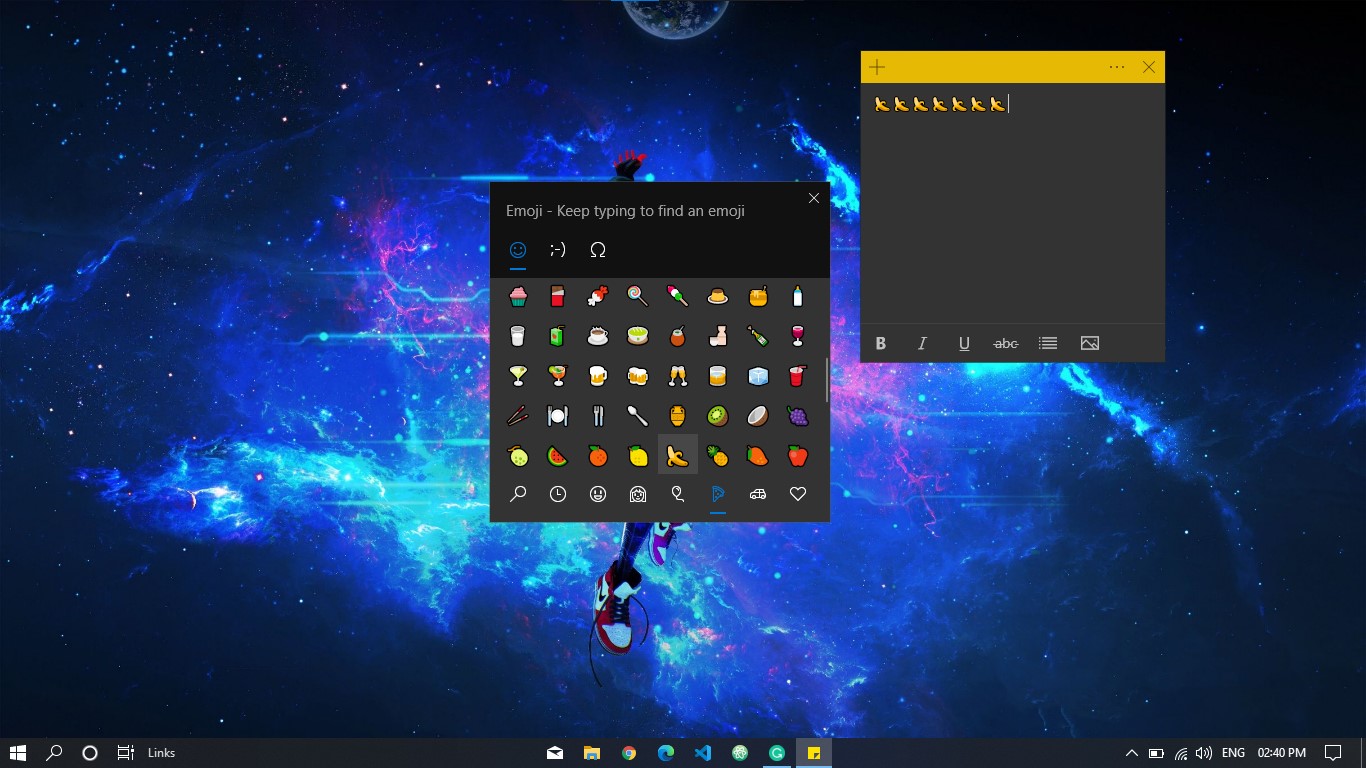 🍌🍌🍌🍌🍌🍌🍌
Emoji - Keep typing to find an emoji
;-) Ω
B I U abc
Links
ENG 02:40 PM